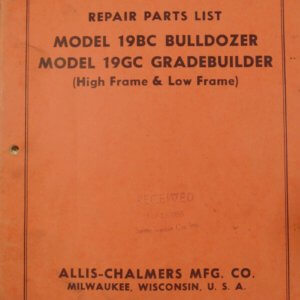 REPAIR PARTS LIST
MODEL 19BC BULLDOZER
MODEL 19GC GRADEBUILDER
(High Frame & Low Frame)
RECEIVED
ALLIS-CHALMERS MFG. CO.
MILWAUKEE, WISCONSIN, U. S. A.